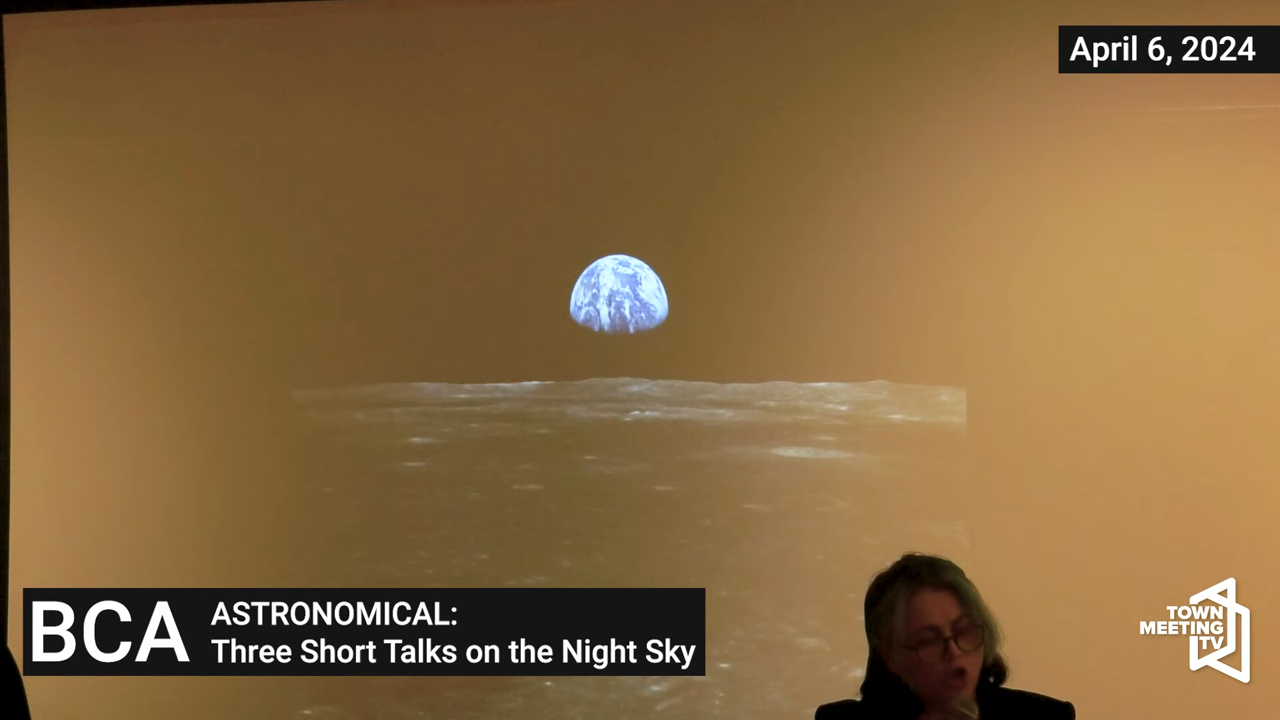 April 6, 2024
BCA
ASTRONOMICAL:
Three Short Talks on the Night Sky
TOWN
MEETING
TV